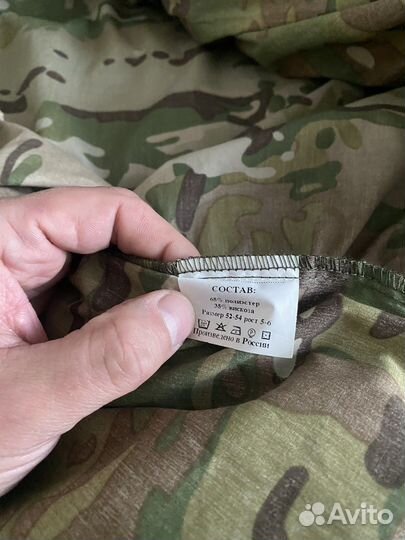 СОСТАВ:
65% полиэстер
35% вискоза
Размер 52-54 рост 5-6
Произведено в России
Avito